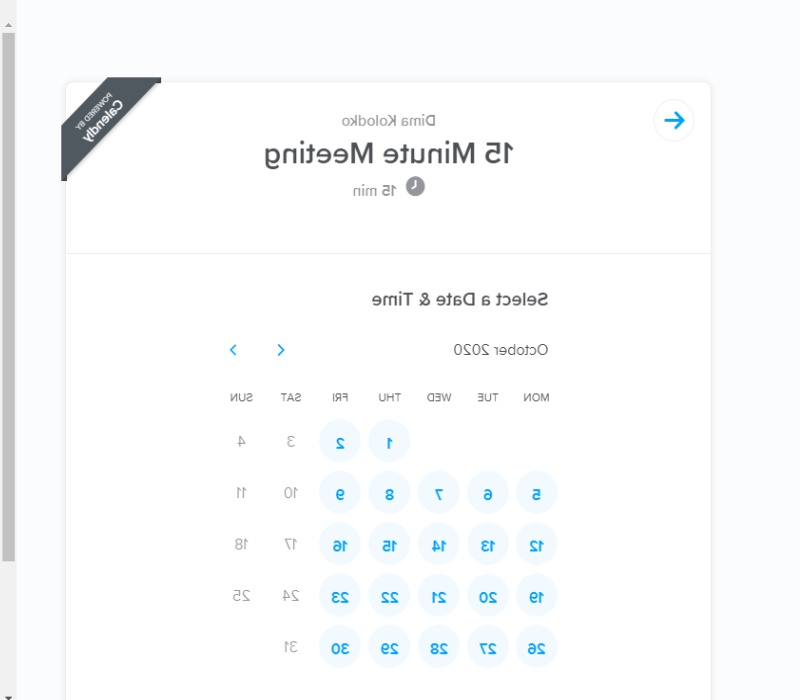 POWERED BY
Calendly
Dima Kolodko
15 Minute Meeting
15 min
Select a Date & Time
October 2020
MON TUE WED THU FRI SAT SUN
1 2 3 4
5 6 7 8 9 10 11
12 13 14 15 16 17 18
19 20 21 22 23 24 25
26 27 28 29 30 31